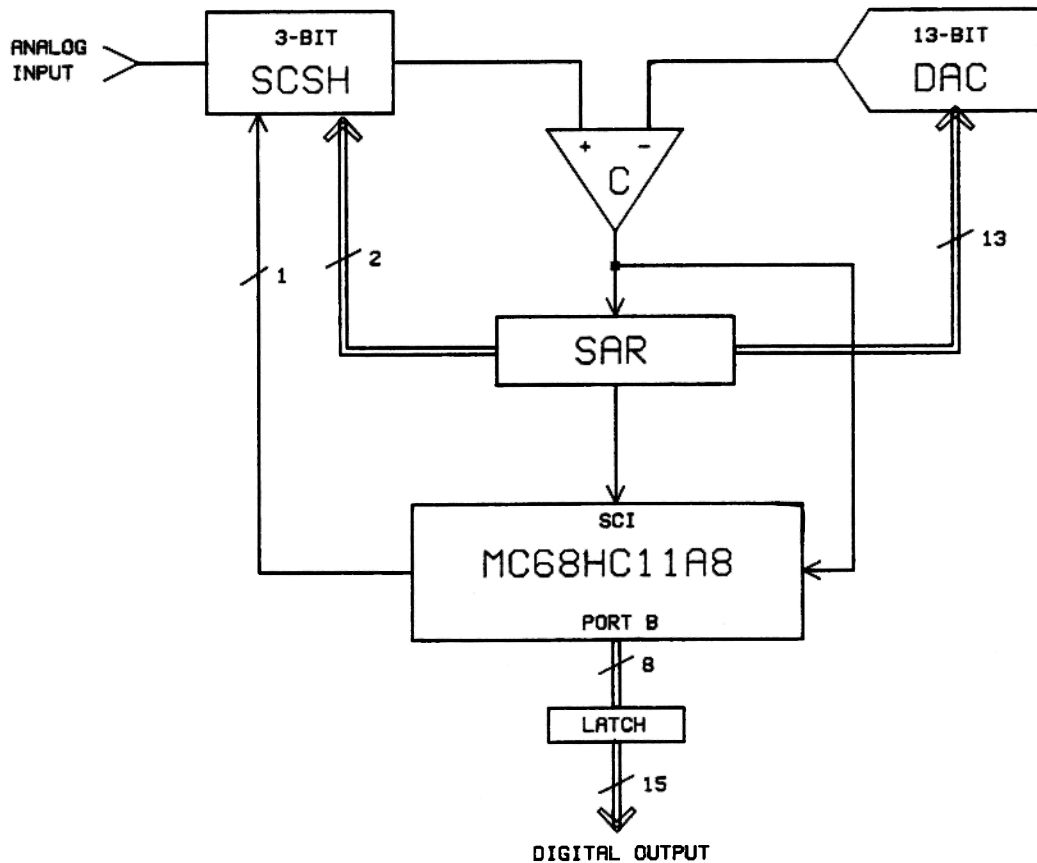 ANALOG
INPUT
3-BIT
SCSH
13-BIT
DAC
+ -
C
1
2
13
SAR
SCI
MC68HC11A8
PORT B
8
LATCH
15
DIGITAL OUTPUT